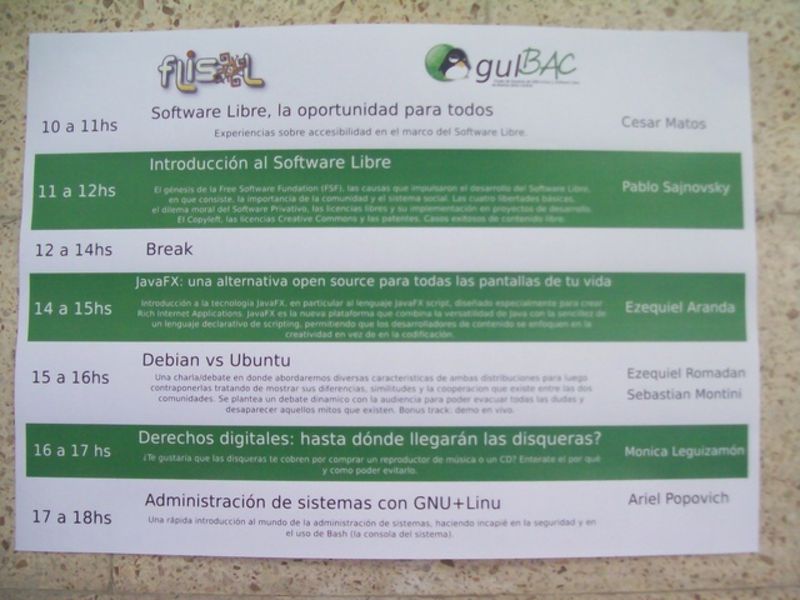 flisol
gulBAC
Software Libre, la oportunidad para todos
10 a 11hs
Cesar Matos
Experiencias sobre accesibilidad en el marco del Software Libre.
Introducción al Software Libre
11 a 12hs
Pablo Sajnovsky
El génesis de la Free Software Fundation (FSF), las causas que impulsaron el desarrollo del Software Libre,
en que consiste, la importancia de la comunidad y el sistema social. Las cuatro libertades básicas,
el dilema moral del Software Privativo, las licencias libres y su implementación en proyectos de desarrollo.
El Copyleft, las licencias Creative Commons y las patentes. Casos exitosos de contenido libre.
12 a 14hs
Break
JavaFX: una alternativa open source para todas las pantallas de tu vida
14 a 15hs
Ezequiel Aranda
Introducción a la tecnología JavaFX, en particular al lenguaje JavaFX script, diseñado especialmente para crear
Rich Internet Applications. JavaFX es la nueva plataforma que combina la versatilidad de Java con la sencillez de
un lenguaje declarativo de scripting, permitiendo que los desarrolladores de contenido se enfoquen en la
creatividad en vez de en la codificación.
Debian vs Ubuntu
15 a 16hs
Ezequiel Romadan
Sebastian Montini
Una charla/debate en donde abordaremos diversas caracteristicas de ambas distribuciones para luego
contraponerlas tratando de mostrar sus diferencias, similitudes y la cooperacion que existe entre las dos
comunidades. Se plantea un debate dinamico con la audiencia para poder evacuar todas las dudas y
desaparecer aquellos mitos que existen. Bonus track: demo en vivo.
Derechos digitales: hasta dónde llegarán las disqueras?
16 a 17 hs
Monica Leguizamón
¿Te gustaría que las disqueras te cobren por comprar un reproductor de música o un CD? Enterate el por qué
y como poder evitarlo.
Administración de sistemas con GNU+Linu
17 a 18hs
Ariel Popovich
Una rápida introducción al mundo de la administración de sistemas, haciendo incapié en la seguridad y en
el uso de Bash (la consola del sistema).